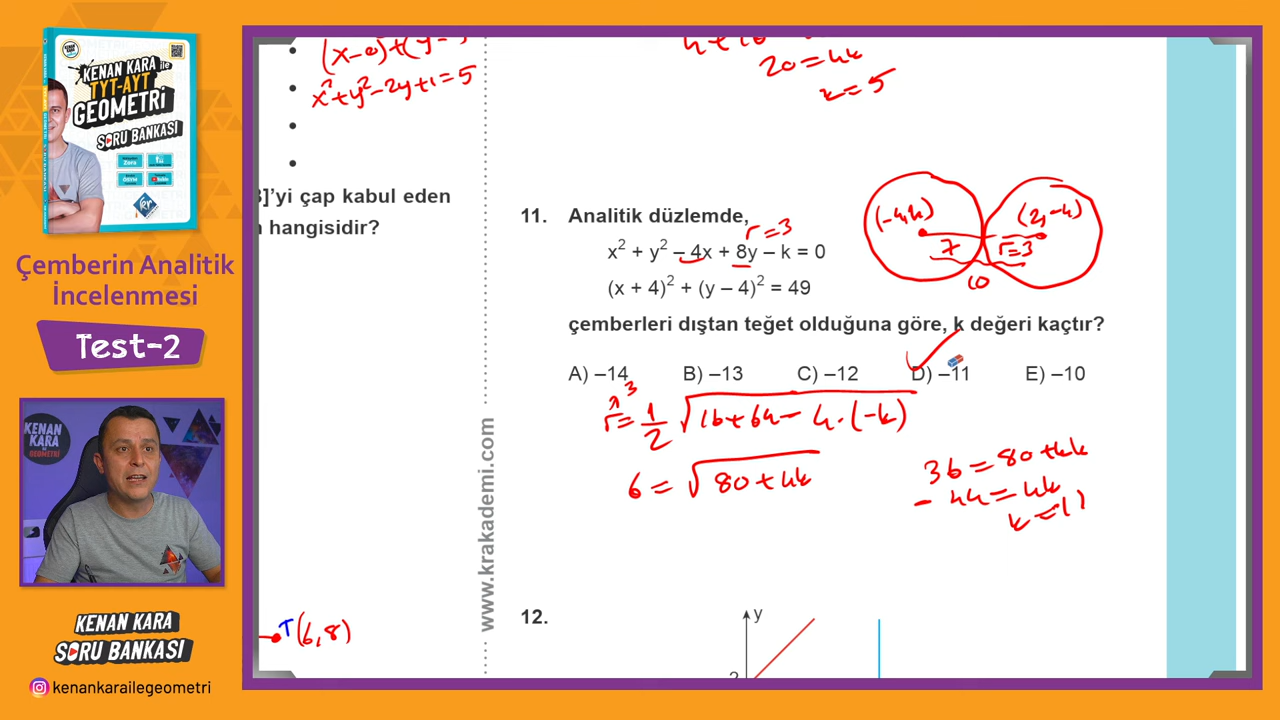 KENAN KARA ile
TYT-AYT
GEOMETRİ
SORU BANKASI
Çemberin Analitik
İncelenmesi
Test-2
KENAN
KARA
GEOMETRİ
KENAN KARA
SORU BANKASI
kenankarailegeometri
x² + y² - 2y + 1 = 5
]'yi çap kabul eden
hangisidir?
T(6,8)
www.krakademi.com
20 = 4k
k = 5
11. Analitik düzlemde,
r = 3
x² + y² – 4x + 8y – k = 0
(x + 4)² + (y – 4)² = 49
çemberleri dıştan teğet olduğuna göre, k değeri kaçtır?
A) –14 B) –13 C) –12 D) –11 E) –10
(-4,4) (2,-4)
7 r=3
10
3
r = 1/2 √16+64-4.(-k)
6 = √80+4k
36 = 80+4k
-44 = 4k
k = -11
12.
y
2